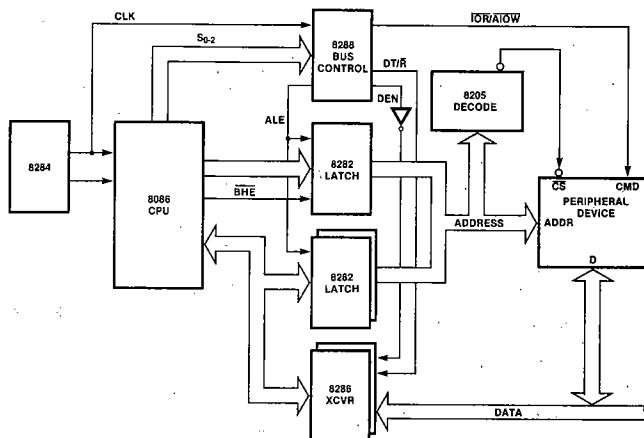 CLK
S0-2
8288
BUS
CONTROL
IOR/AIOW
DT/R
DEN
ALE
8205
DECODE
8284
8086
CPU
BHE
8282
LATCH
8282
LATCH
8286
XCVR
ADDRESS
CS
CMD
PERIPHERAL
DEVICE
ADDR
D
DATA